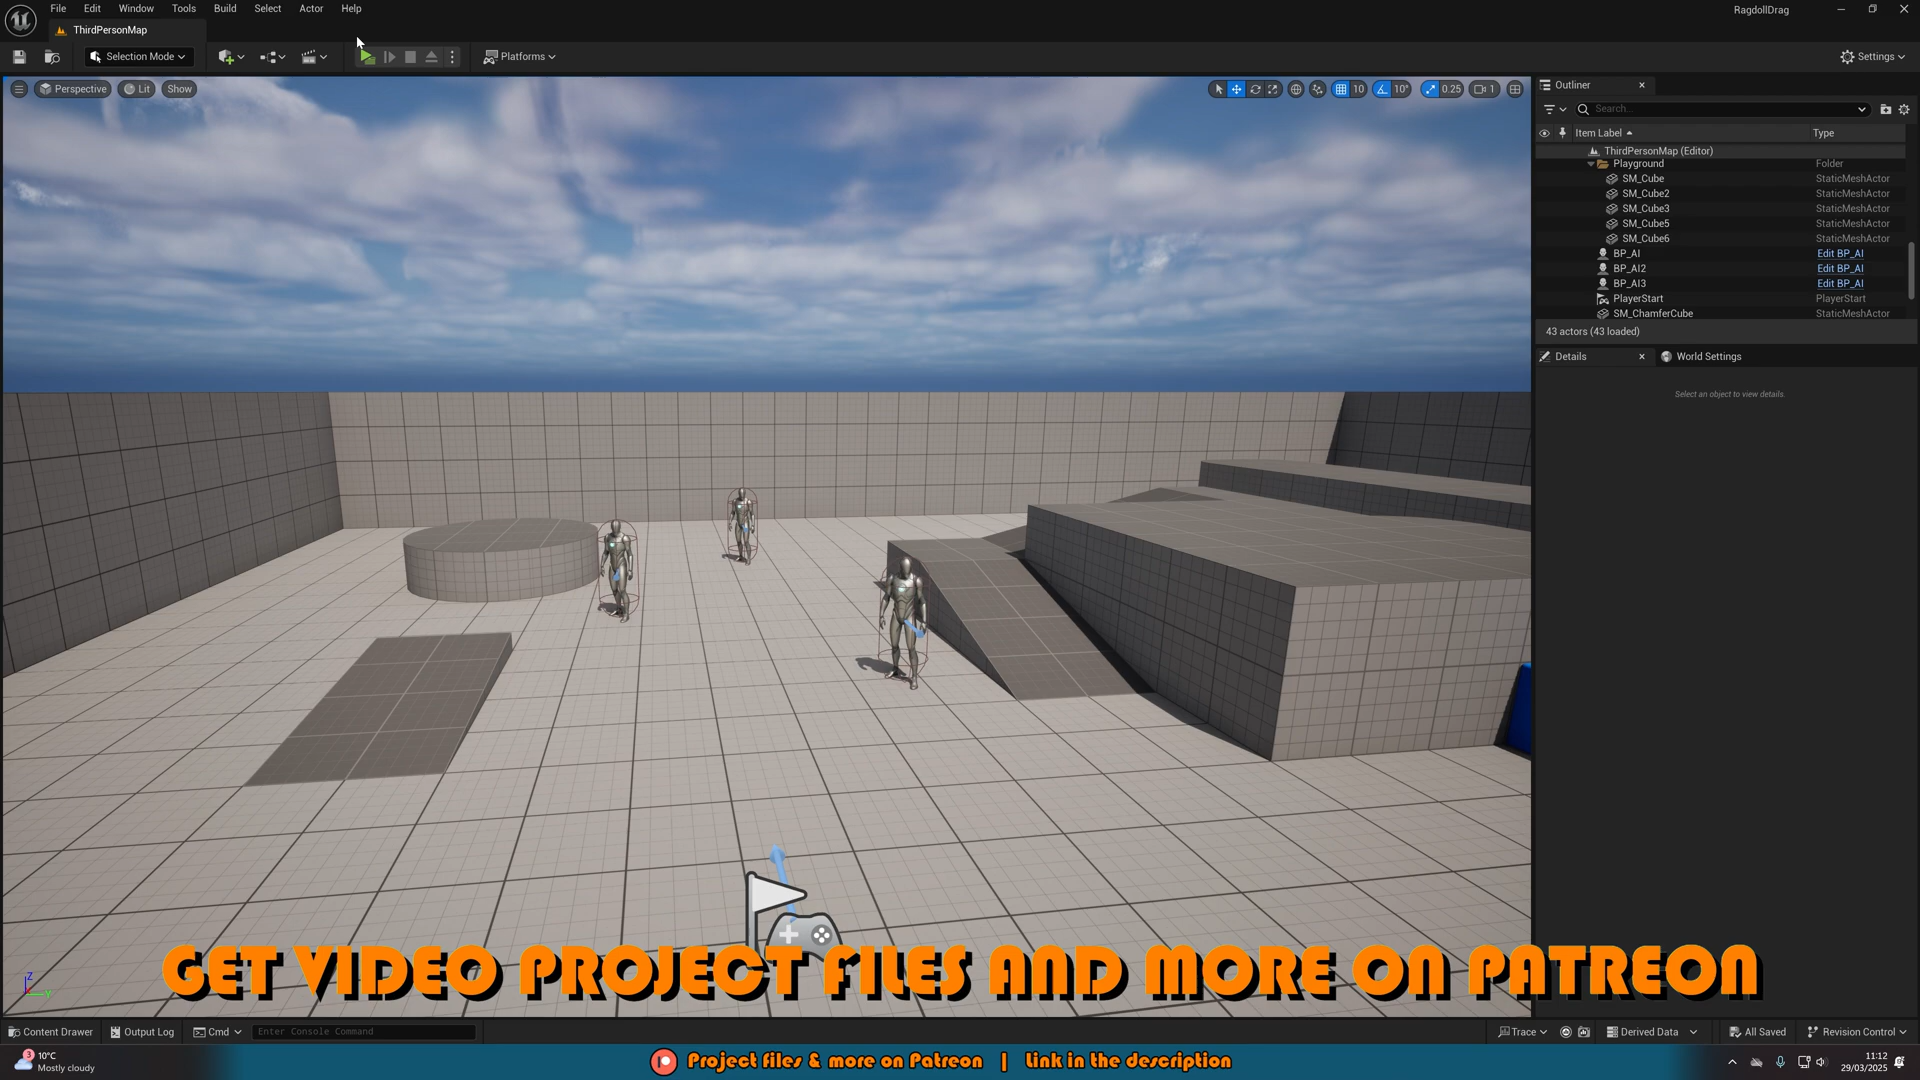 File Edit Window Tools Build Select Actor Help
RagdollDrag
ThirdPersonMap
Selection Mode
Platforms
Settings
Perspective
Lit
Show
10
10°
0.25
1
Outliner
Search...
Item Label
Type
ThirdPersonMap (Editor)
Playground Folder
SM_Cube StaticMeshActor
SM_Cube2 StaticMeshActor
SM_Cube3 StaticMeshActor
SM_Cube5 StaticMeshActor
SM_Cube6 StaticMeshActor
BP_AI Edit BP_AI
BP_AI2 Edit BP_AI
BP_AI3 Edit BP_AI
PlayerStart PlayerStart
SM_ChamferCube StaticMeshActor
43 actors (43 loaded)
Details
World Settings
Select an object to view details.
Z
Y
GET VIDEO PROJECT FILES AND MORE ON PATREON
Content Drawer
Output Log
Cmd
Enter Console Command
Trace
Derived Data
All Saved
Revision Control
3
10°C
Mostly cloudy
Project files & more on Patreon | Link in the description
11:12
29/03/2025